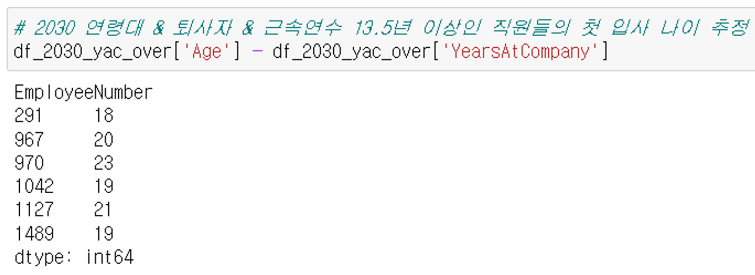 # 2030 연령대 & 퇴사자 & 근속연수 13.5년 이상인 직원들의 첫 입사 나이 추정
df_2030_yac_over['Age'] - df_2030_yac_over['YearsAtCompany']
EmployeeNumber
291 18
967 20
970 23
1042 19
1127 21
1489 19
dtype: int64